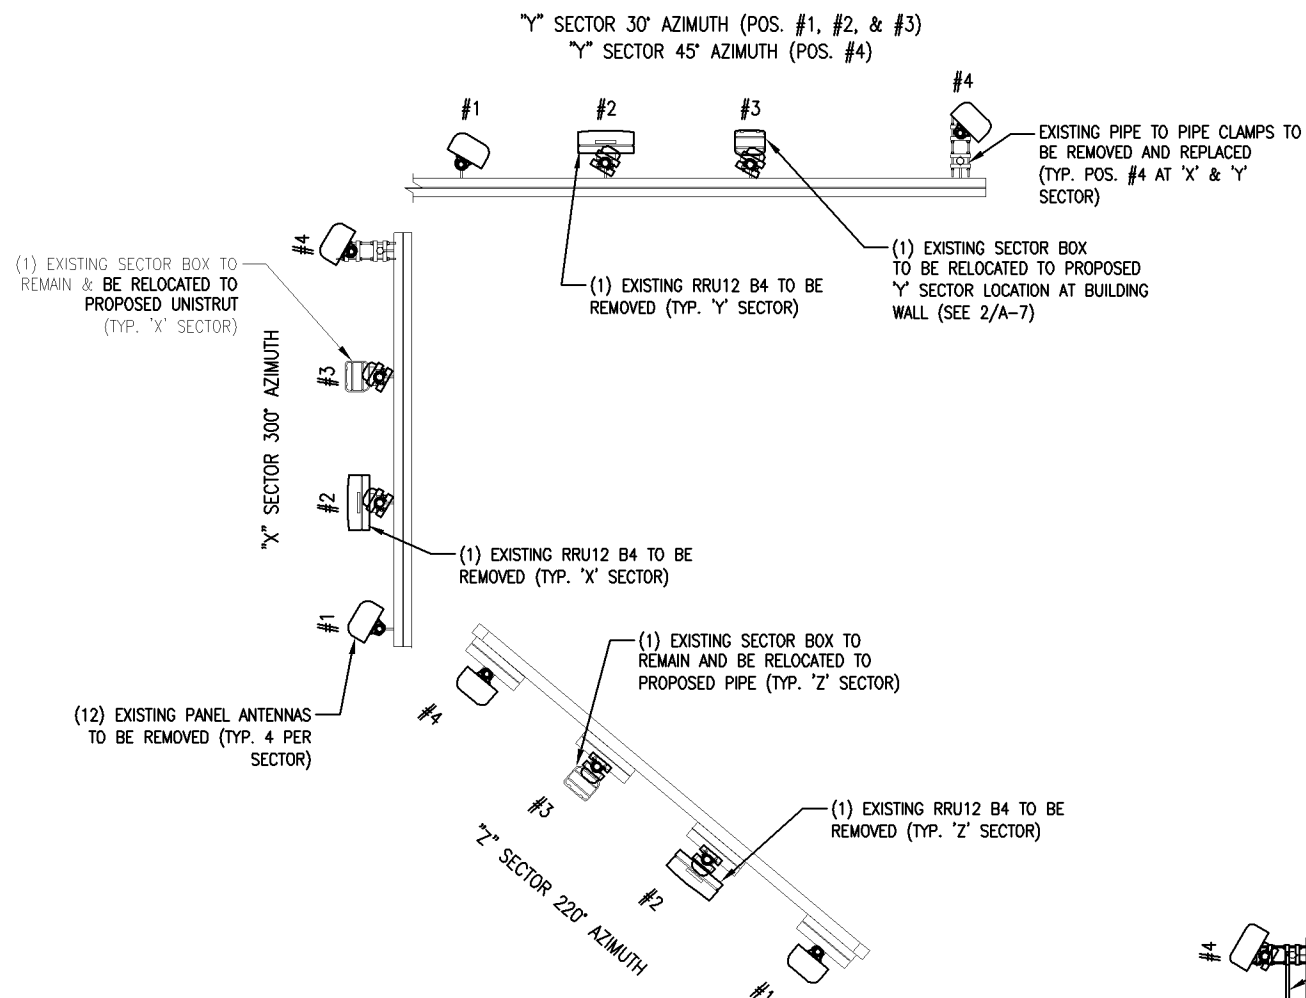 "Y" SECTOR 30° AZIMUTH (POS. #1, #2, & #3)
"Y" SECTOR 45° AZIMUTH (POS. #4)
#1
#2
#3
#4
EXISTING PIPE TO PIPE CLAMPS TO
BE REMOVED AND REPLACED
(TYP. POS. #4 AT 'X' & 'Y'
SECTOR)
(1) EXISTING SECTOR BOX
TO BE RELOCATED TO PROPOSED
'Y' SECTOR LOCATION AT BUILDING
WALL (SEE 2/A-7)
(1) EXISTING RRU12 B4 TO BE
REMOVED (TYP. 'Y' SECTOR)
#4
(1) EXISTING SECTOR BOX TO
REMAIN & BE RELOCATED TO
PROPOSED UNISTRUT
(TYP. 'X' SECTOR)
#3
"X" SECTOR 300° AZIMUTH
#2
(1) EXISTING RRU12 B4 TO BE
REMOVED (TYP. 'X' SECTOR)
#1
(12) EXISTING PANEL ANTENNAS
TO BE REMOVED (TYP. 4 PER
SECTOR)
(1) EXISTING SECTOR BOX TO
REMAIN AND BE RELOCATED TO
PROPOSED PIPE (TYP. 'Z' SECTOR)
#4
#3
(1) EXISTING RRU12 B4 TO BE
REMOVED (TYP. 'Z' SECTOR)
"Z" SECTOR 220° AZIMUTH
#2
#1
#4